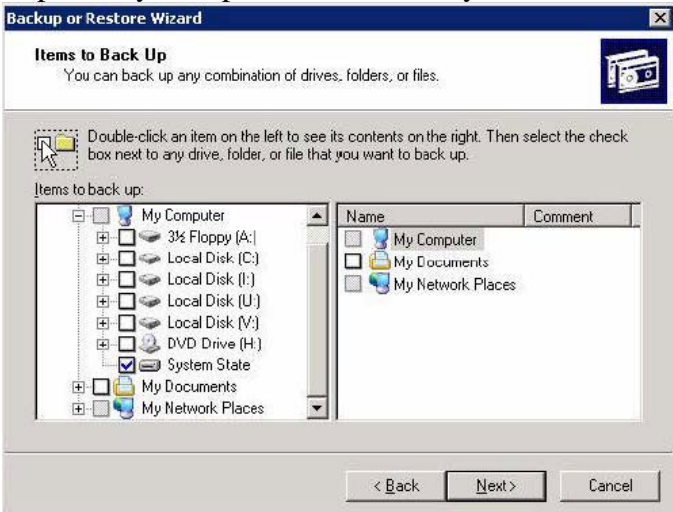 Backup or Restore Wizard
Items to Back Up
You can back up any combination of drives, folders, or files.
Double-click an item on the left to see its contents on the right. Then select the check
box next to any drive, folder, or file that you want to back up.
Items to back up:
My Computer
3½ Floppy (A:)
Local Disk (C:)
Local Disk (I:)
Local Disk (U:)
Local Disk (V:)
DVD Drive (H:)
System State
My Documents
My Network Places
Name Comment
My Computer
My Documents
My Network Places
< Back Next > Cancel